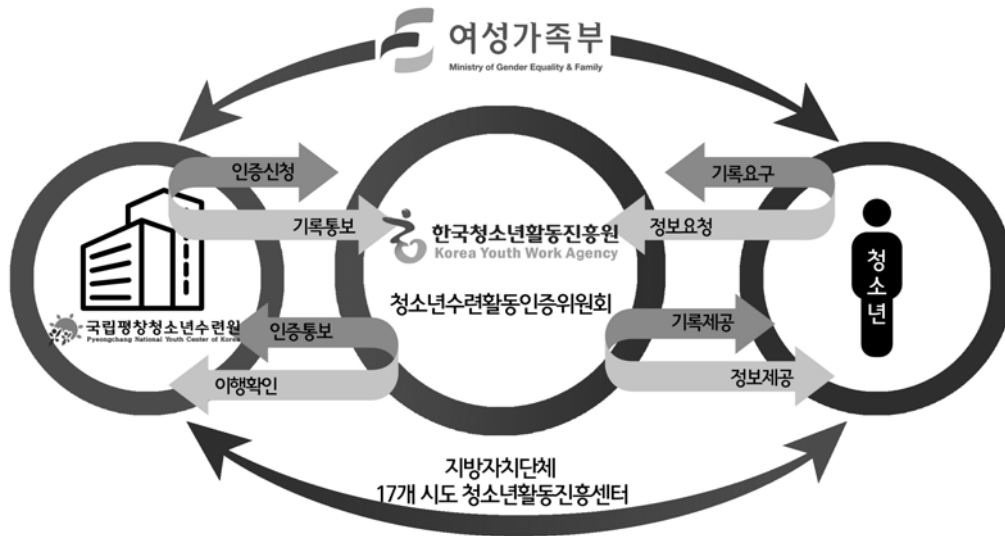 여성가족부
Ministry of Gender Equality & Family
인증신청
기록요구
기록통보
정보요청
한국청소년활동진흥원
Korea Youth Work Agency
청소년
청소년수련활동인증위원회
국립평창청소년수련원
Pyeongchang National Youth Center of Korea
인증통보
기록제공
이행확인
정보제공
지방자치단체
17개 시도 청소년활동진흥센터